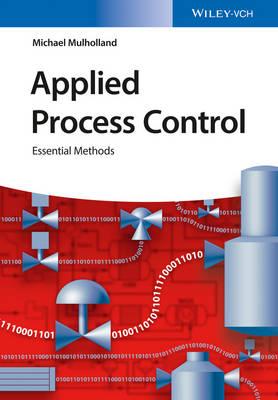 WILEY-VCH
Michael Mulholland
Applied
Process Control
Essential Methods